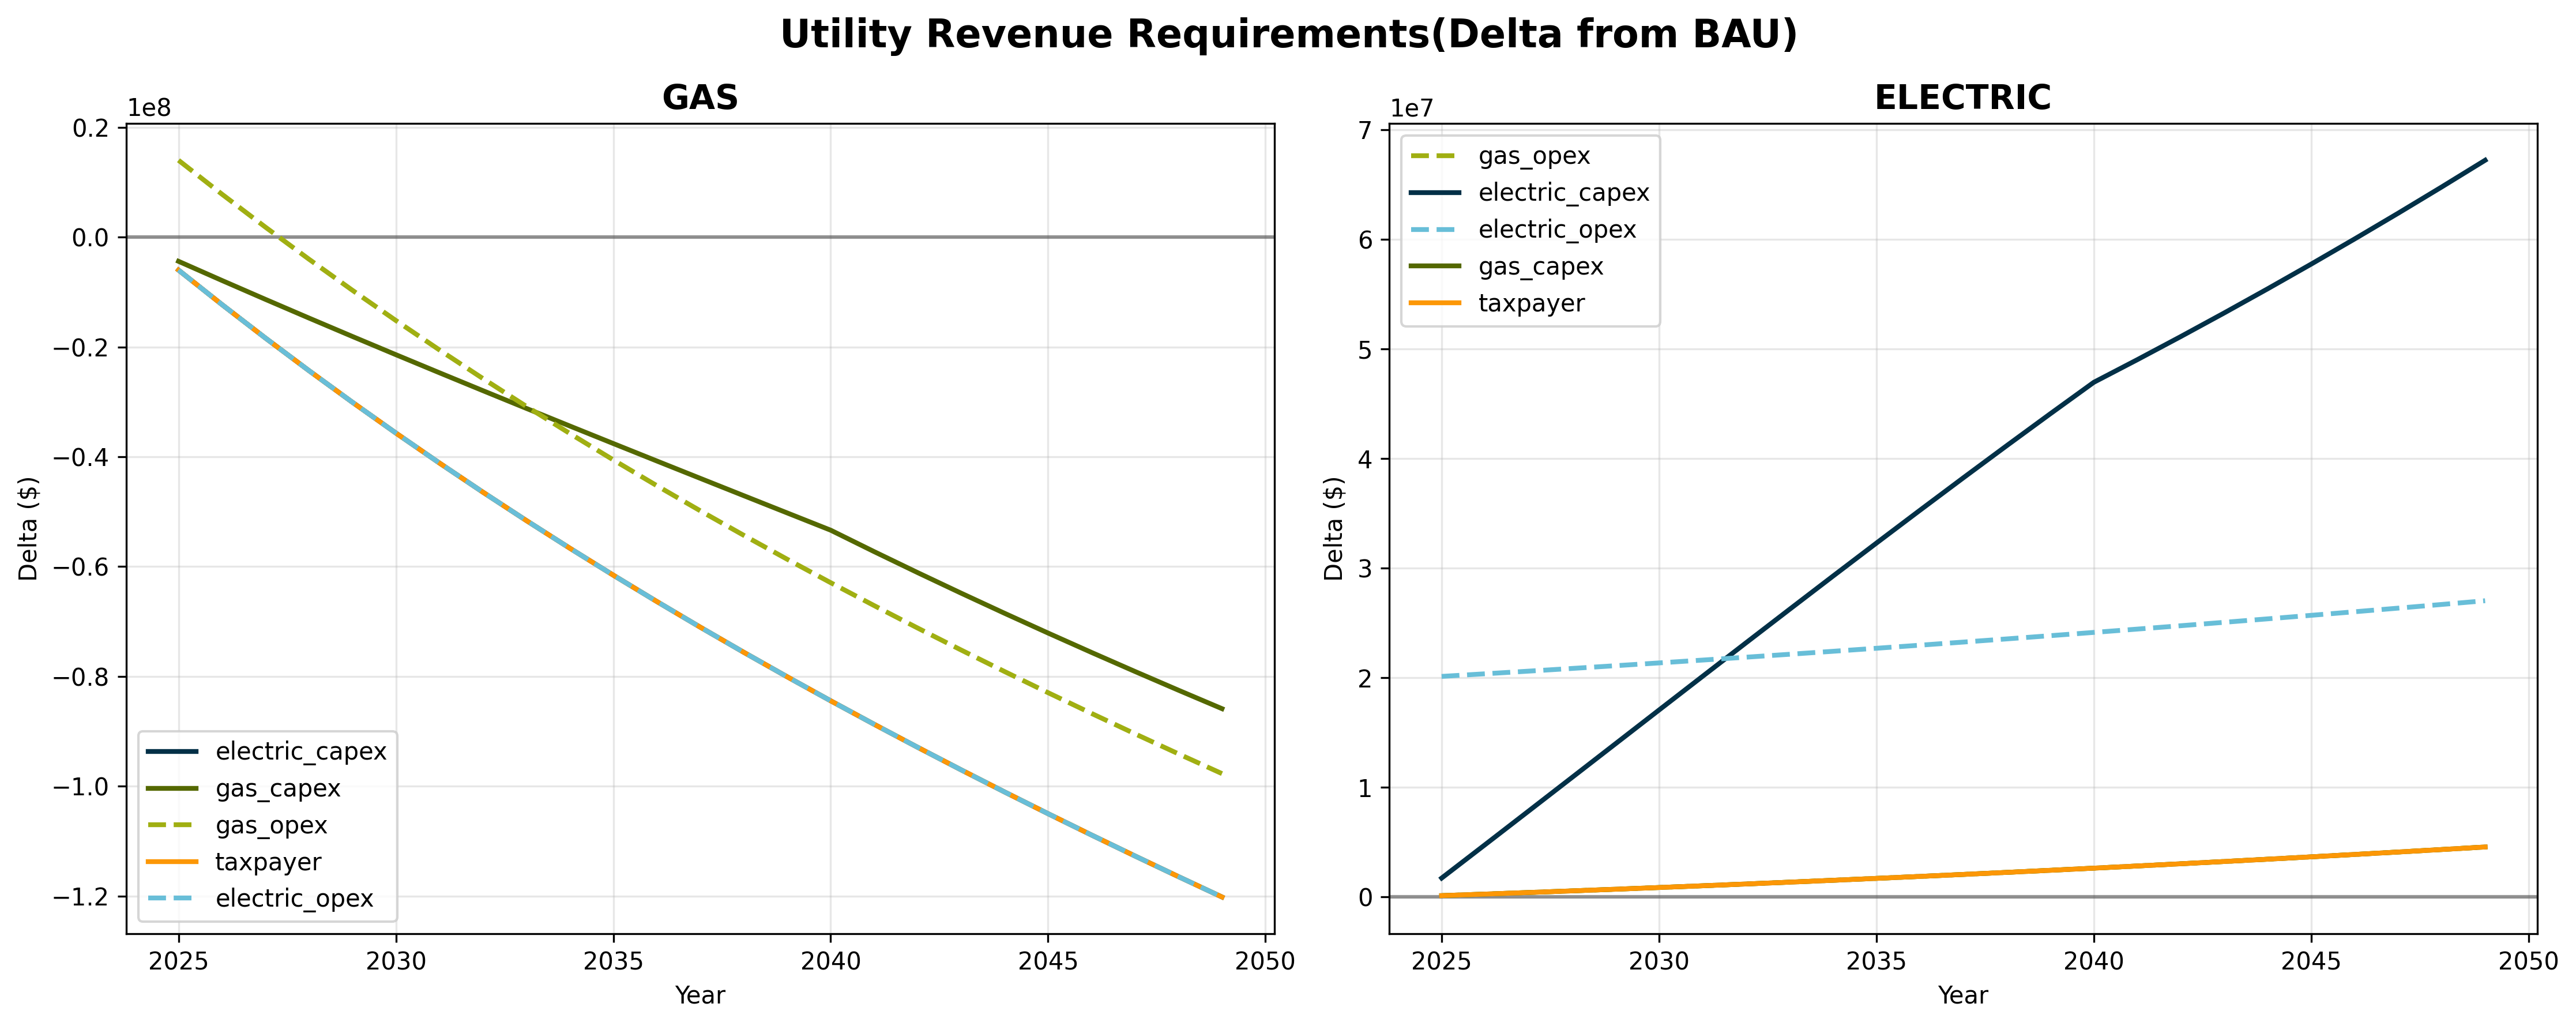 Utility Revenue Requirements(Delta from BAU)
GAS
1e8
0.2
0.0
−0.2
−0.4
−0.6
−0.8
−1.0
−1.2
Delta ($)
electric_capex
gas_capex
gas_opex
taxpayer
electric_opex
2025 2030 2035 2040 2045 2050
Year
ELECTRIC
1e7
7
6
5
4
3
2
1
0
Delta ($)
gas_opex
electric_capex
electric_opex
gas_capex
taxpayer
2025 2030 2035 2040 2045 2050
Year